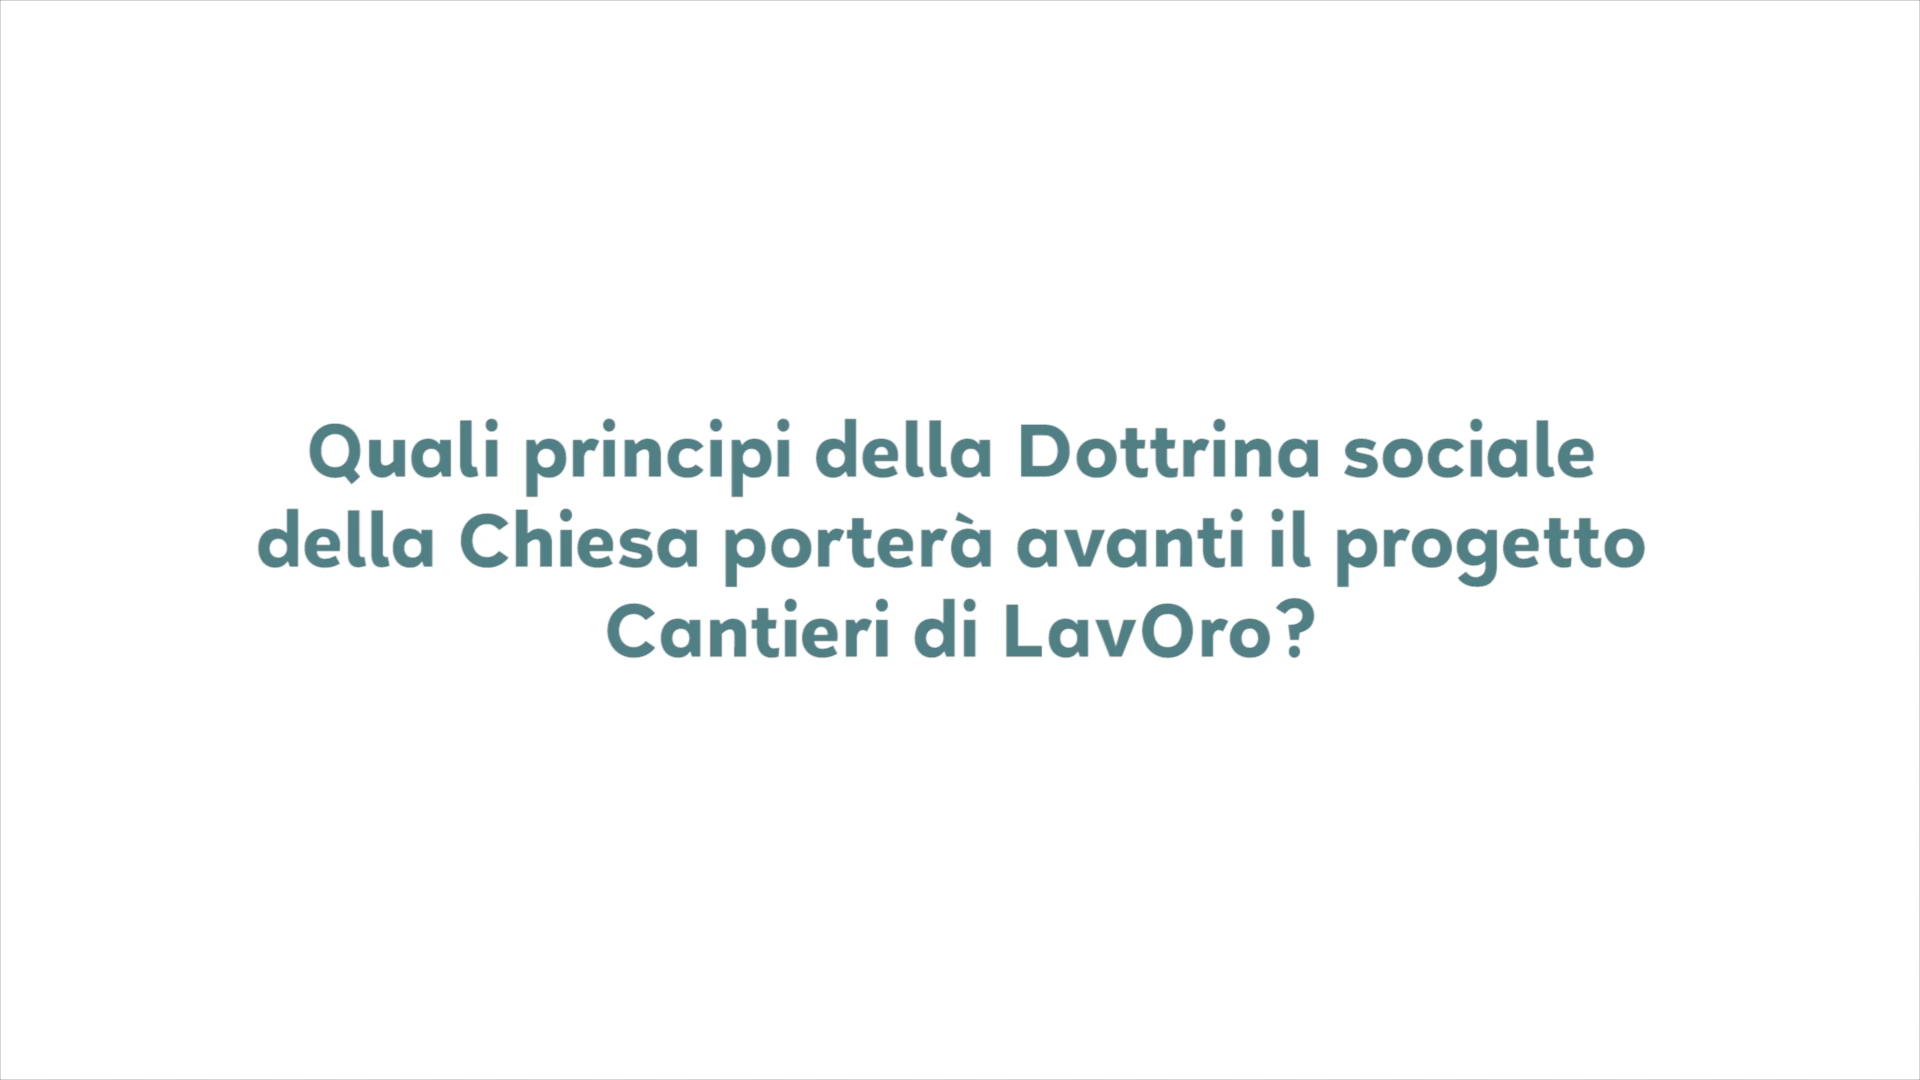 Quali principi della Dottrina sociale
della Chiesa porterà avanti il progetto
Cantieri di LavOro?